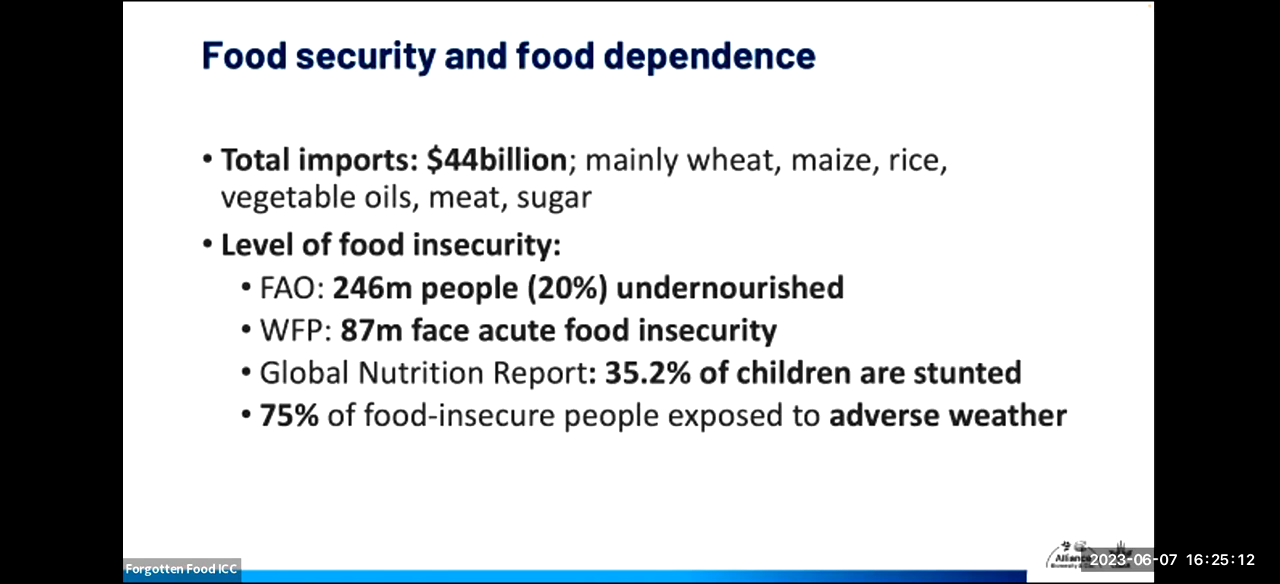 Food security and food dependence
• Total imports: $44billion; mainly wheat, maize, rice,
vegetable oils, meat, sugar
• Level of food insecurity:
• FAO: 246m people (20%) undernourished
• WFP: 87m face acute food insecurity
• Global Nutrition Report: 35.2% of children are stunted
• 75% of food-insecure people exposed to adverse weather
Alliance
2023-06-07 16:25:12
Forgotten Food ICC